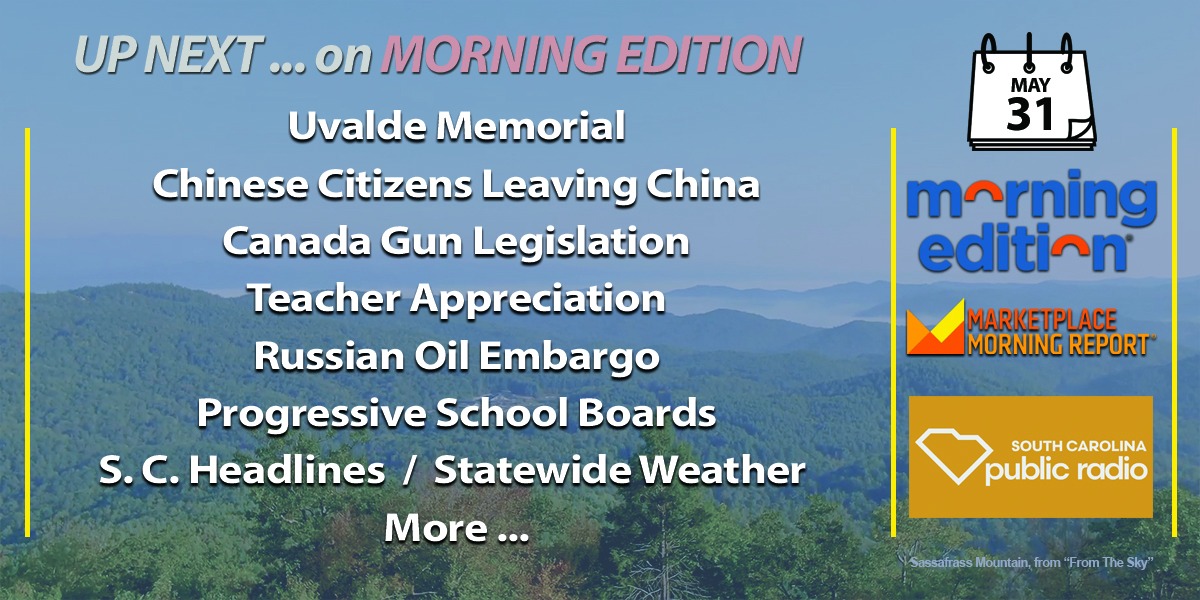 UP NEXT ... on MORNING EDITION
Uvalde Memorial
Chinese Citizens Leaving China
Canada Gun Legislation
Teacher Appreciation
Russian Oil Embargo
Progressive School Boards
S. C. Headlines / Statewide Weather
More ...
MAY
31
morning
edition
MARKETPLACE
MORNING REPORT
SOUTH CAROLINA
public radio
Sassafrass Mountain, from “From The Sky”